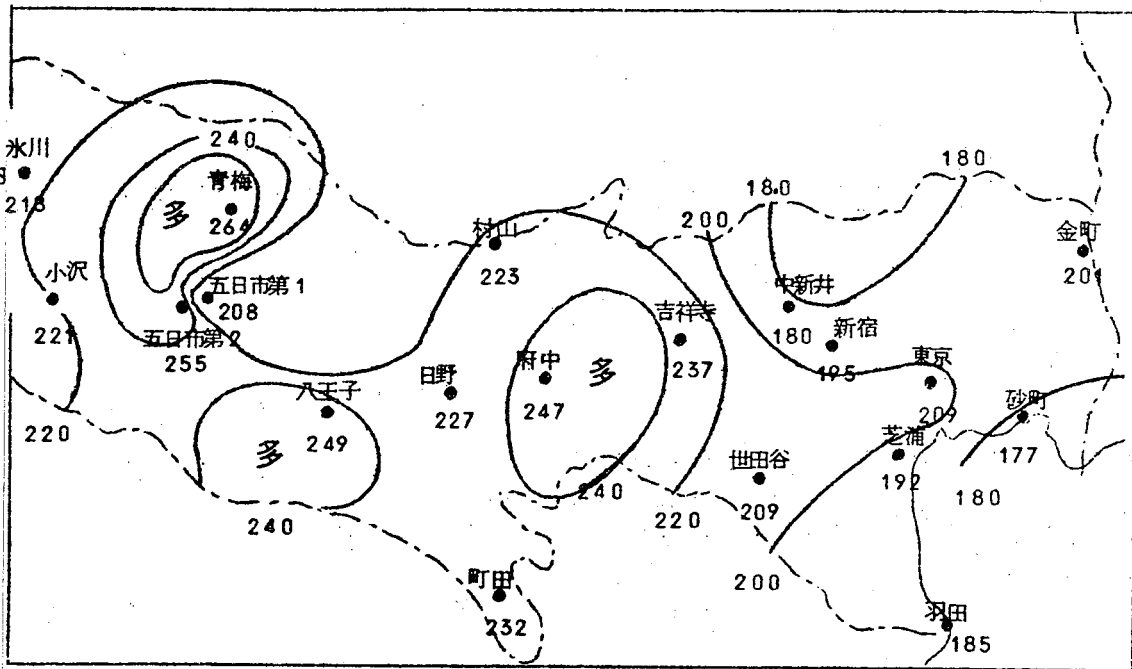 240
180
180
氷川
218
青梅
多
264
200
村山
223
金町
201
小沢
221
五日市第1
208
五日市第2
255
吉祥寺
237
中新井
180
新宿
195
東京
209
日野
227
府中
247
多
八王子
249
多
砂町
177
芝浦
192
世田谷
209
220
240
240
220
180
200
町田
232
羽田
185